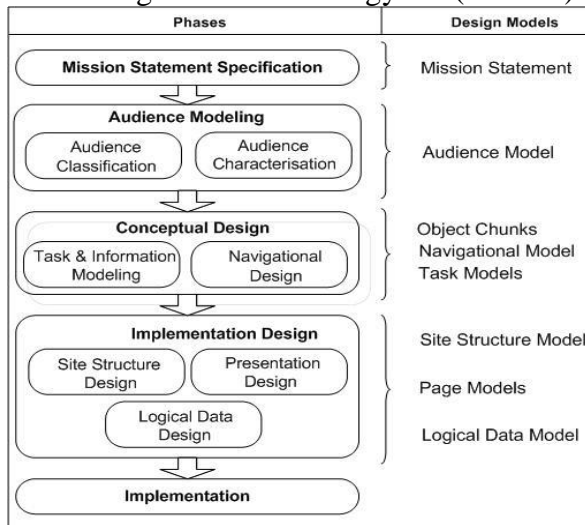 Phases
Design Models
Mission Statement Specification
Mission Statement
Audience Modeling
Audience
Classification
Audience
Characterisation
Audience Model
Conceptual Design
Task & Information
Modeling
Navigational
Design
Object Chunks
Navigational Model
Task Models
Implementation Design
Site Structure
Design
Presentation
Design
Logical Data
Design
Site Structure Model
Page Models
Logical Data Model
Implementation